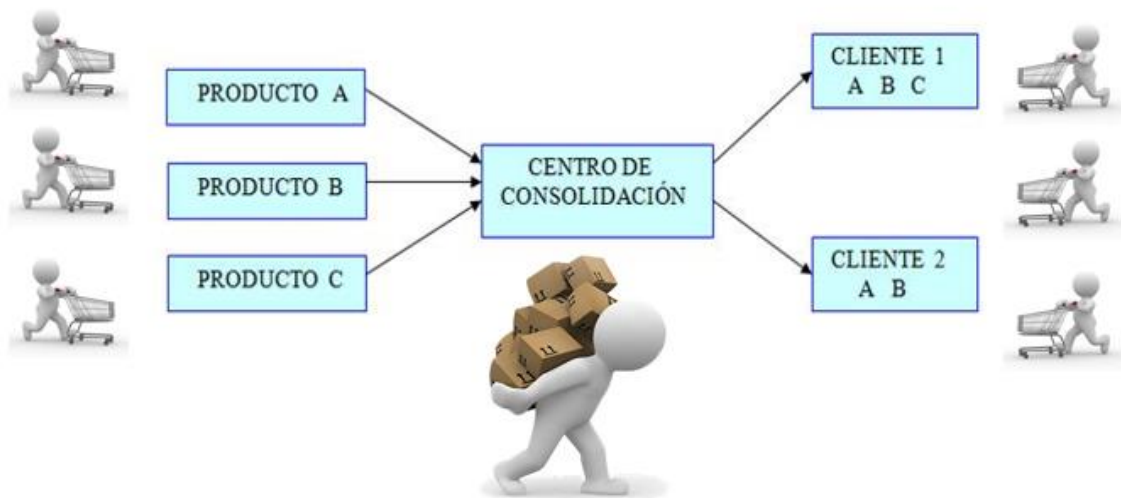 PRODUCTO A
PRODUCTO B
PRODUCTO C
CENTRO DE
CONSOLIDACIÓN
CLIENTE 1
A B C
CLIENTE 2
A B